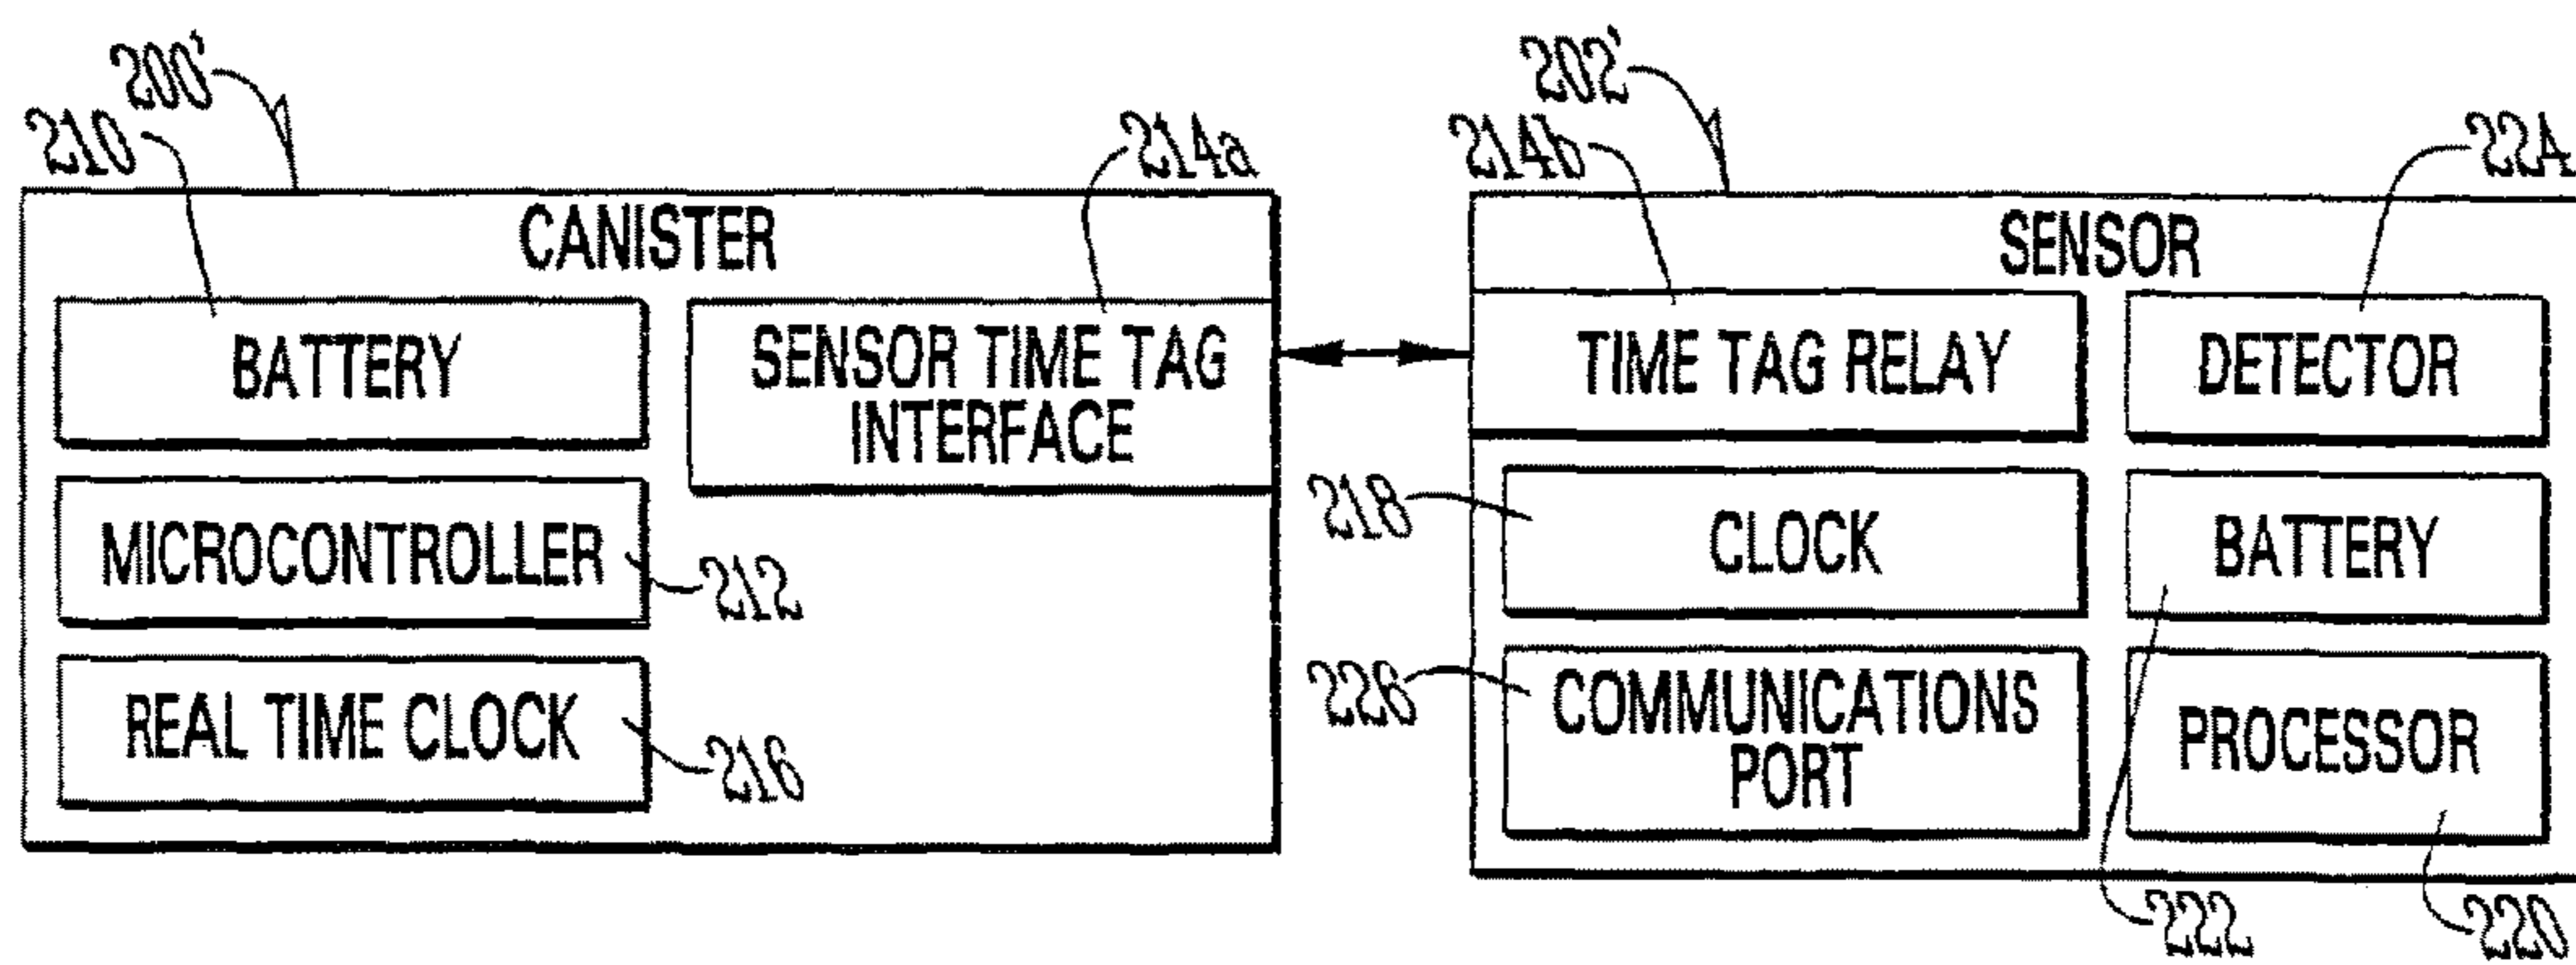 200'
202'
210
214a
214b
224
CANISTER
SENSOR
BATTERY
SENSOR TIME TAG
INTERFACE
TIME TAG RELAY
DETECTOR
218
MICROCONTROLLER
212
CLOCK
BATTERY
226
REAL TIME CLOCK
216
COMMUNICATIONS
PORT
PROCESSOR
222
220